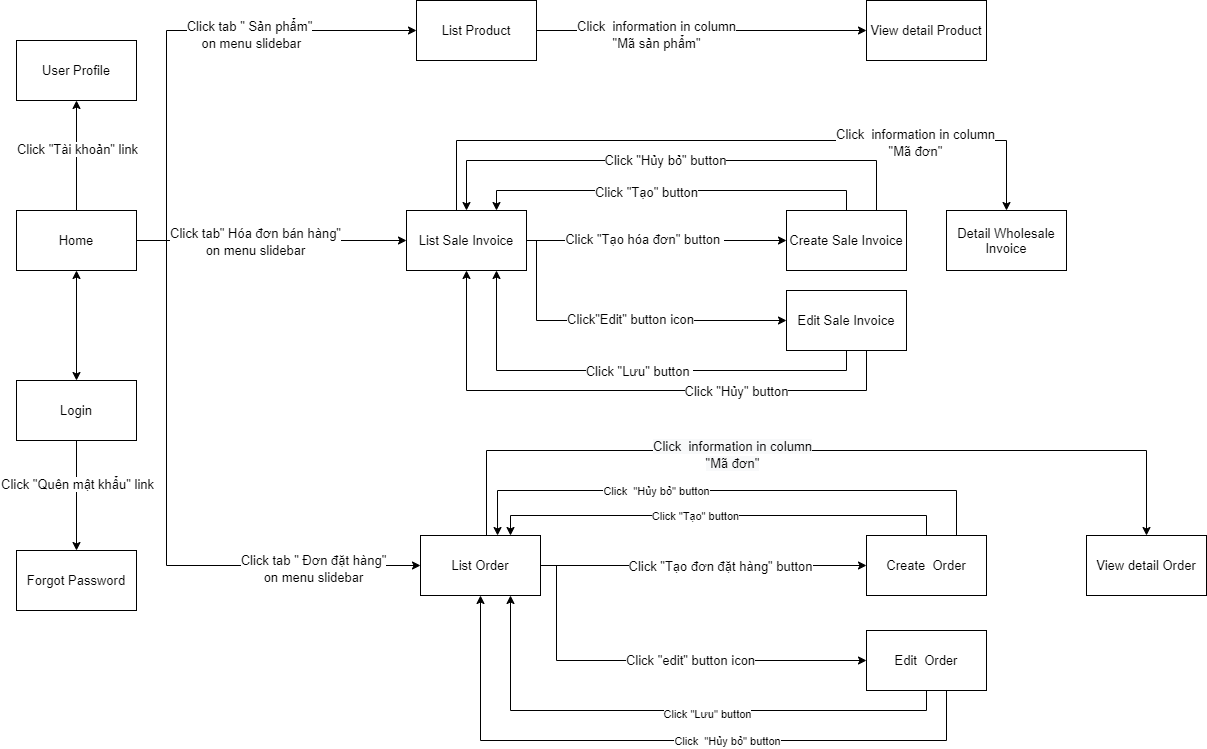 Click tab " Sản phẩm"
on menu slidebar
List Product
Click  information in column
"Mã sản phẩm"
View detail Product
User Profile
Click "Tài khoản" link
Click  information in column
"Mã đơn"
Click "Hủy bỏ" button
Click "Tạo" button
Home
Click tab" Hóa đơn bán hàng"
on menu slidebar
List Sale Invoice
Click "Tạo hóa đơn" button
Create Sale Invoice
Detail Wholesale
Invoice
Click"Edit" button icon
Edit Sale Invoice
Click "Lưu" button
Click "Hủy" button
Login
Click "Quên mật khẩu" link
Forgot Password
Click  information in column
"Mã đơn"
Click  "Hủy bỏ" button
Click "Tạo" button
Click tab " Đơn đặt hàng"
on menu slidebar
List Order
Click "Tạo đơn đặt hàng" button
Create  Order
View detail Order
Click "edit" button icon
Edit  Order
Click "Lưu" button
Click  "Hủy bỏ" button